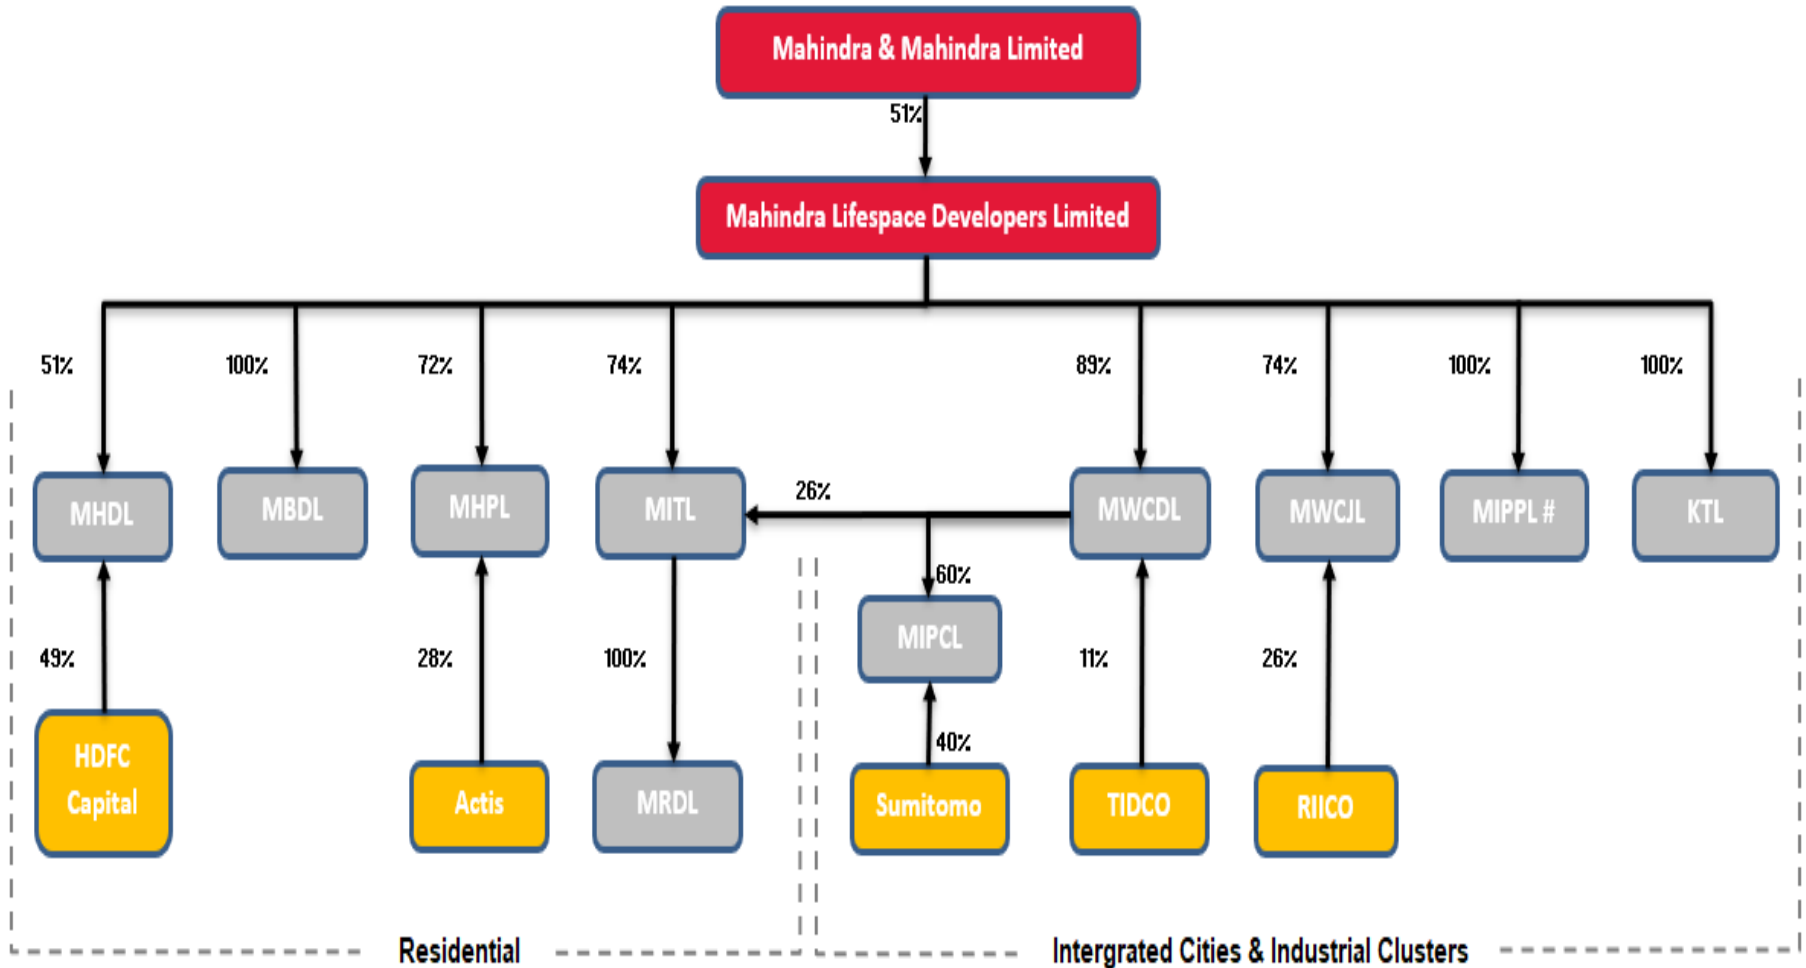 Mahindra & Mahindra Limited
51%
Mahindra Lifespace Developers Limited
51%
100%
72%
74%
89%
74%
100%
100%
MHDL
MBDL
MHPL
MITL
26%
MWCDL
MWCJL
MIPPL #
KTL
60%
MIPCL
49%
28%
100%
11%
26%
40%
HDFC
Capital
Actis
MRDL
Sumitomo
TIDCO
RIICO
Residential
Intergrated Cities & Industrial Clusters